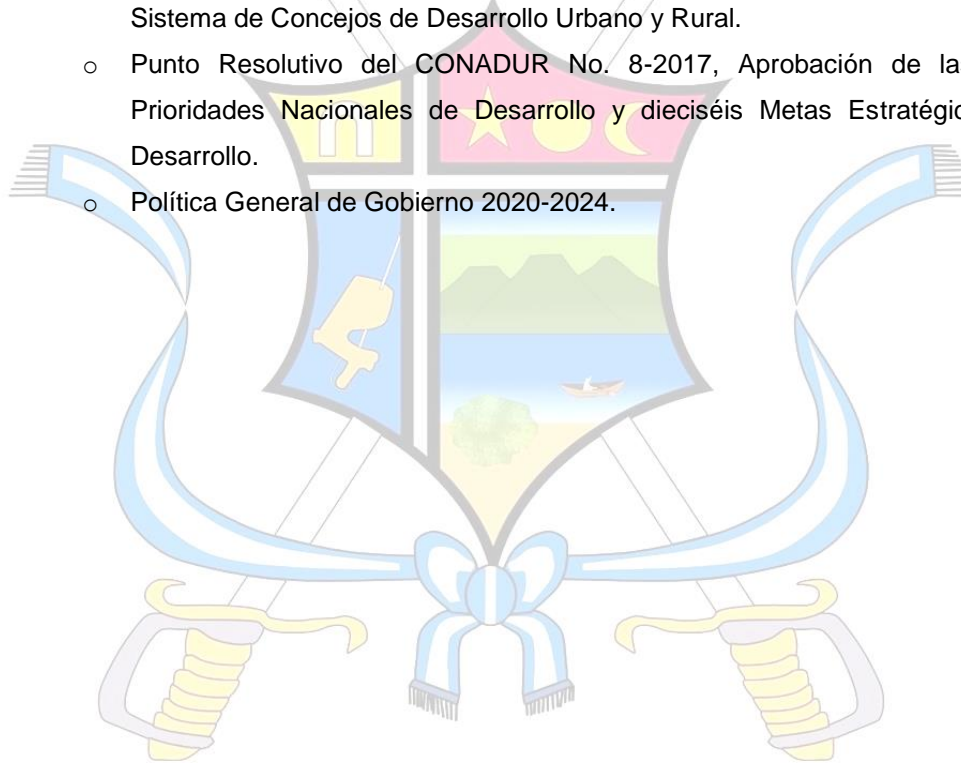 Sistema de Concejos de Desarrollo Urbano y Rural.
o Punto Resolutivo del CONADUR No. 8-2017, Aprobación de la
Prioridades Nacionales de Desarrollo y dieciséis Metas Estratégic
Desarrollo.
o Política General de Gobierno 2020-2024.